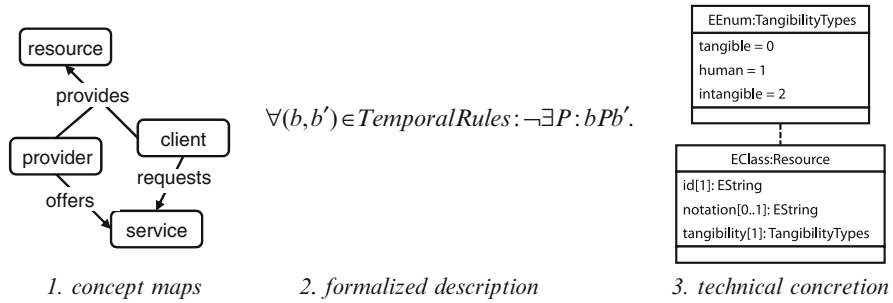 resource
provides
provider
client
requests
offers
service
1. concept maps
∀(b,b′)∈TemporalRules:¬∃P:bPb′.
2. formalized description
EEnum:TangibilityTypes
tangible = 0
human = 1
intangible = 2
EClass:Resource
id[1]: EString
notation[0..1]: EString
tangibility[1]: TangibilityTypes
3. technical concretion